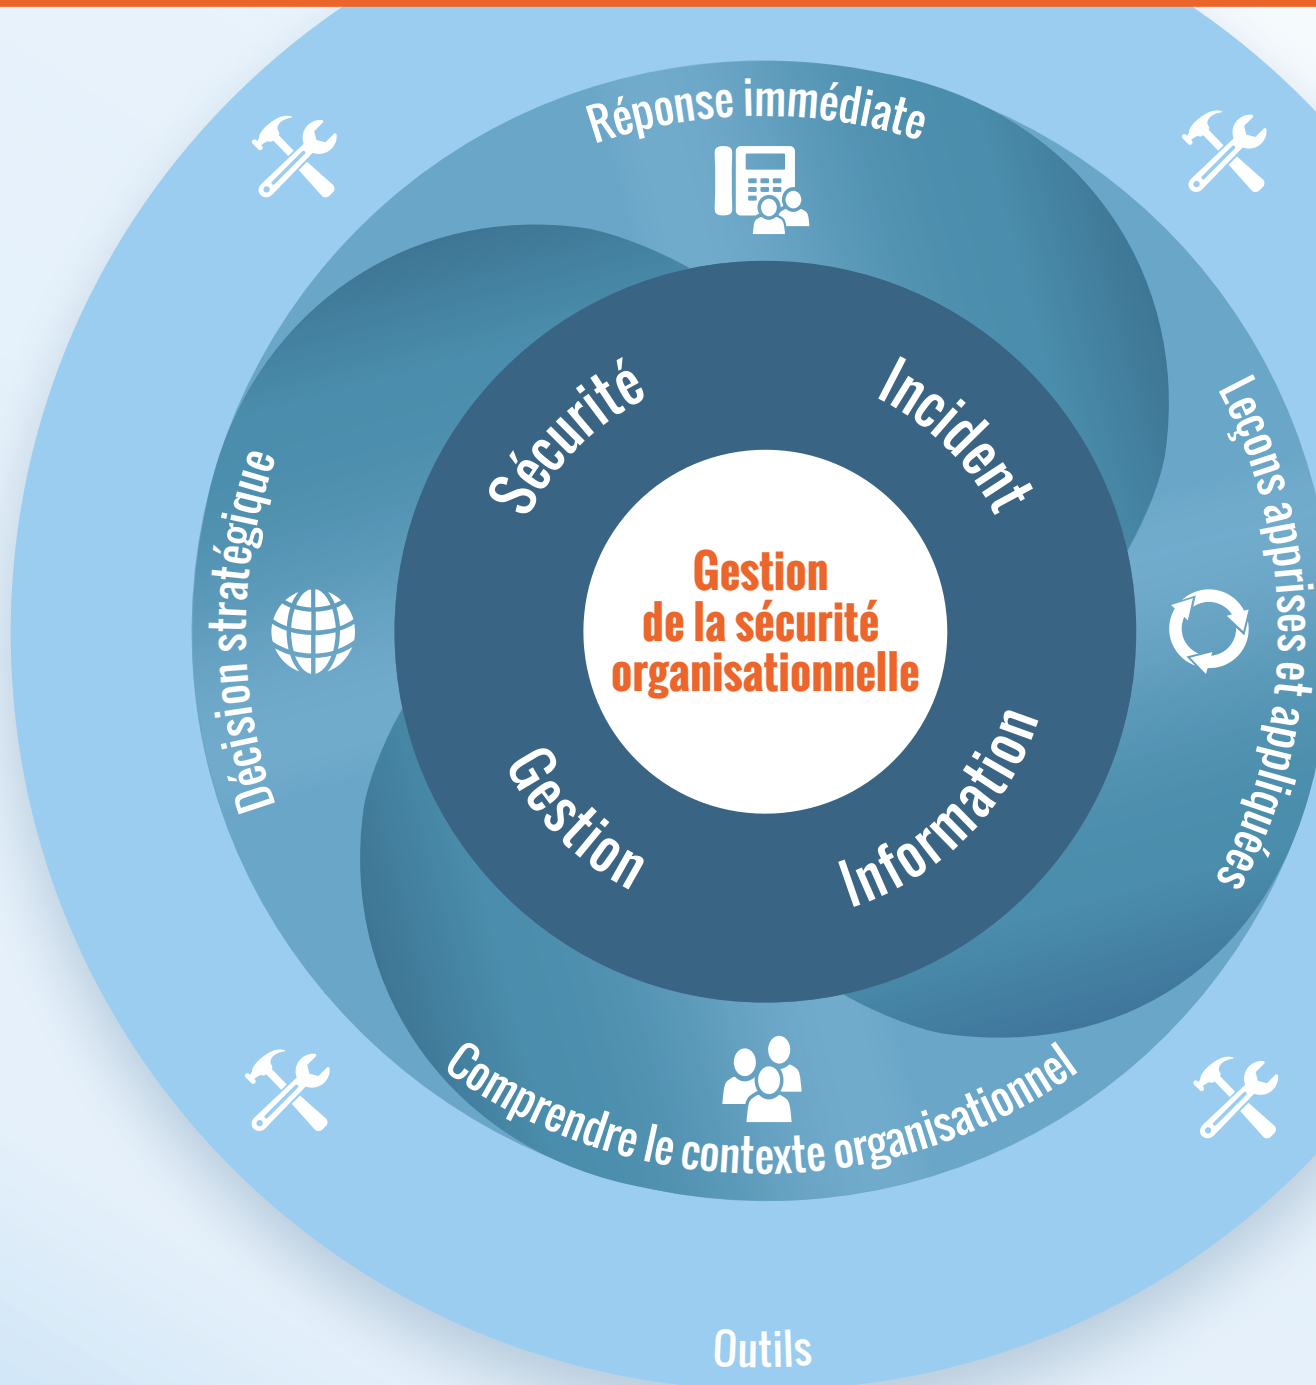 Réponse immédiate
Sécurité
Incident
Leçons apprises et appliquées
Décision stratégique
Gestion
de la sécurité
organisationnelle
Gestion
Information
Comprendre le contexte organisationnel
Outils